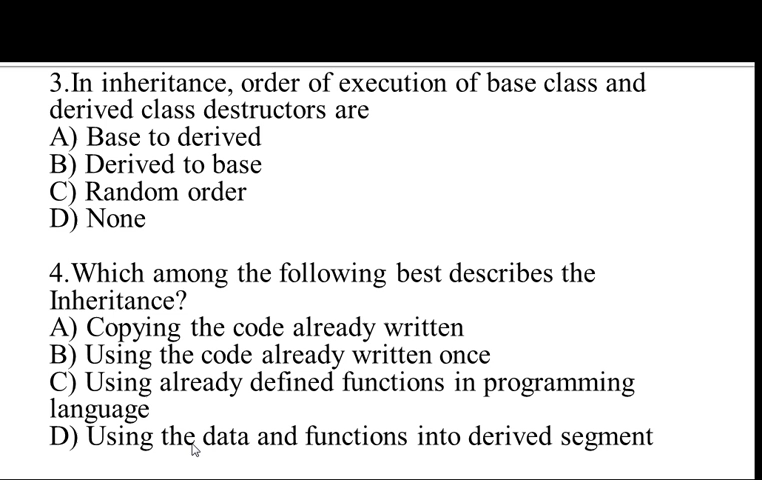 3.In inheritance, order of execution of base class and
derived class destructors are
A) Base to derived
B) Derived to base
C) Random order
D) None
4.Which among the following best describes the
Inheritance?
A) Copying the code already written
B) Using the code already written once
C) Using already defined functions in programming
language
D) Using the data and functions into derived segment